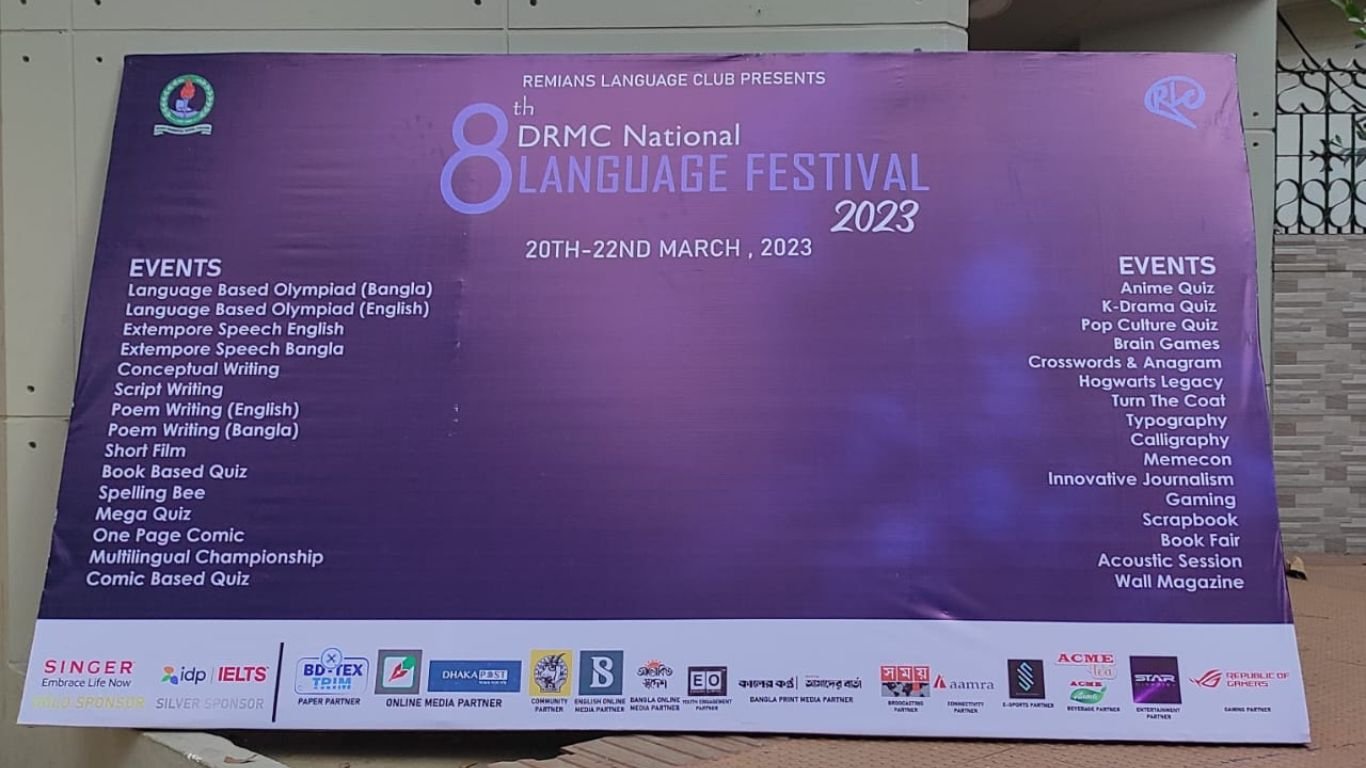 REMIANS LANGUAGE CLUB PRESENTS
8th
DRMC National
LANGUAGE FESTIVAL
2023
20TH-22ND MARCH , 2023
RLC
EVENTS
Language Based Olympiad (Bangla)
Language Based Olympiad (English)
Extempore Speech English
Extempore Speech Bangla
Conceptual Writing
Script Writing
Poem Writing (English)
Poem Writing (Bangla)
Short Film
Book Based Quiz
Spelling Bee
Mega Quiz
One Page Comic
Multilingual Championship
Comic Based Quiz
EVENTS
Anime Quiz
K-Drama Quiz
Pop Culture Quiz
Brain Games
Crosswords & Anagram
Hogwarts Legacy
Turn The Coat
Typography
Calligraphy
Memecon
Innovative Journalism
Gaming
Scrapbook
Book Fair
Acoustic Session
Wall Magazine
SINGER
Embrace Life Now
GOLD SPONSOR
idp IELTS
SILVER SPONSOR
BD-TEX
TRIM
PAPER PARTNER
DHAKA POST
ONLINE MEDIA PARTNER
COMMUNITY
PARTNER
ENGLISH ONLINE
MEDIA PARTNER
BANGLA ONLINE
MEDIA PARTNER
EO
YOUTH ENGAGEMENT
PARTNER
কালের কণ্ঠ
BANGLA PRINT MEDIA PARTNER
সময়
BRODCASTING
PARTNER
aamra
CONNECTIVITY
PARTNER
E-SPORTS PARTNER
ACME
tea
ACME
BEVERAGE PARTNER
STAR
ENTERTAINMENT
PARTNER
REPUBLIC OF
GAMERS
GAMING PARTNER